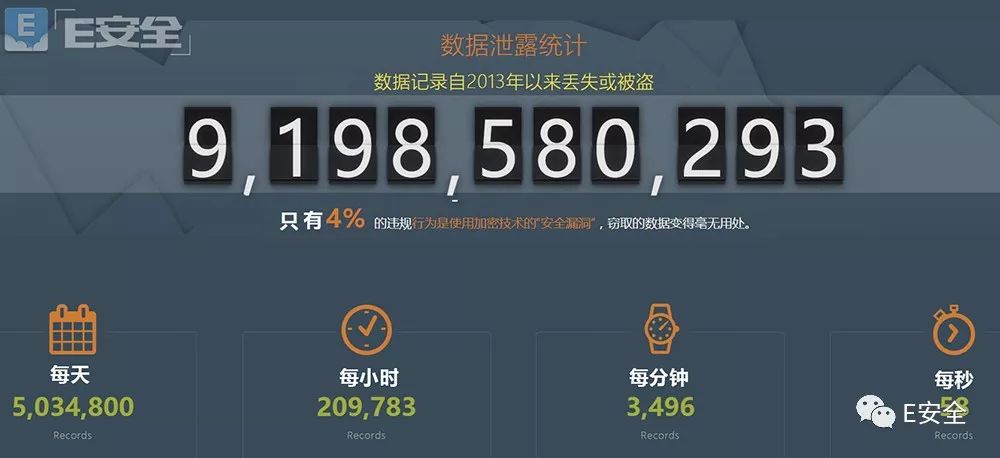 E安全
数据泄露统计
数据记录自2013年以来丢失或被盗
9,198,580,293
只有4%的违规行为是使用加密技术的“安全漏洞”，窃取的数据变得毫无用处。
每天 每小时 每分钟 每秒
5,034,800 209,783 3,496 58
Records Records Records Records
E安全